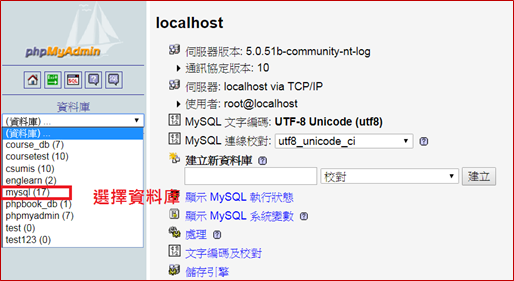 phpMyAdmin
SQL
資料庫
(資料庫) ...
(資料庫) ...
course_db (7)
coursetest (10)
csumis (10)
englearn (2)
mysql (17)
phpbook_db (1)
phpmyadmin (7)
test (0)
test123 (0)
選擇資料庫
localhost
伺服器版本: 5.0.51b-community-nt-log
通訊協定版本: 10
伺服器: localhost via TCP/IP
使用者: root@localhost
MySQL 文字編碼: UTF-8 Unicode (utf8)
MySQL 連線校對: utf8_unicode_ci
建立新資料庫
校對 建立
顯示 MySQL 執行狀態
顯示 MySQL 系統變數
處理
文字編碼及校對
儲存引擎